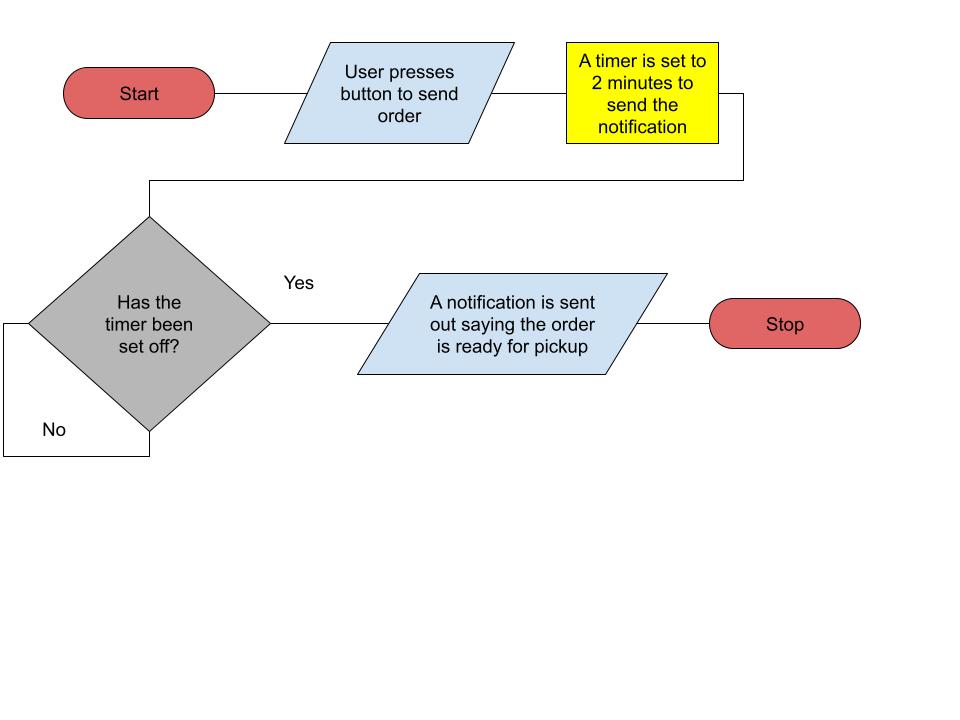 Start
User presses
button to send
order
A timer is set to
2 minutes to
send the
notification
Has the
timer been
set off?
Yes
No
A notification is sent
out saying the order
is ready for pickup
Stop